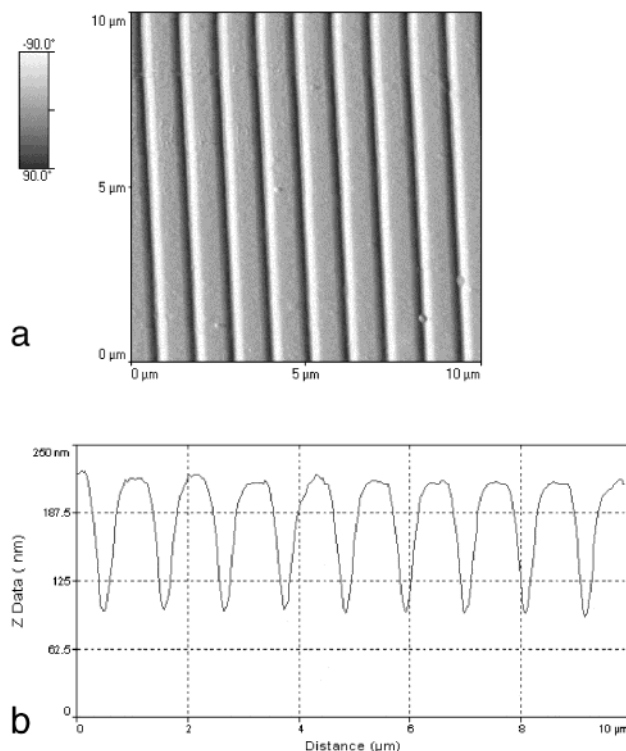 10 µm
-90.0°
90.0°
5 µm
a
0 µm
0 µm 5 µm 10 µm
250 nm
187.5
125
62.5
0
Z Data ( nm)
b
0 2 4 6 8 10 µm
Distance (µm)